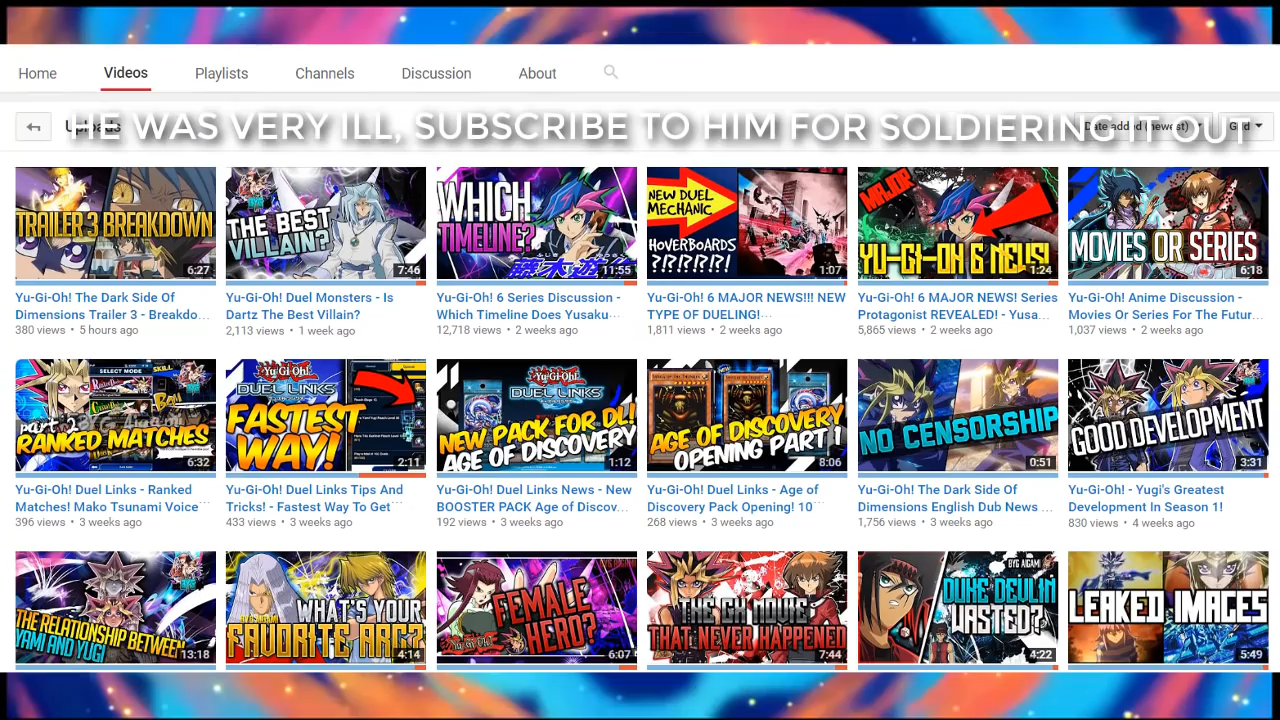 Home Videos Playlists Channels Discussion About
Uploads
HE WAS VERY ILL, SUBSCRIBE TO HIM FOR SOLDIERING IT OUT
Date added (newest) Grid
TRAILER 3 BREAKDOWN
6:27
THE BEST
VILLAIN?
7:46
WHICH
TIMELINE?
11:55
NEW DUEL
MECHANIC
HOVERBOARDS
?!?!?!?!
1:07
MAJOR
YU-GI-OH 6 NEWS!
1:24
MOVIES OR SERIES
6:18
Yu-Gi-Oh! The Dark Side Of
Dimensions Trailer 3 - Breakdo...
380 views • 5 hours ago
Yu-Gi-Oh! Duel Monsters - Is
Dartz The Best Villain?
2,113 views • 1 week ago
Yu-Gi-Oh! 6 Series Discussion -
Which Timeline Does Yusaku...
12,718 views • 2 weeks ago
Yu-Gi-Oh! 6 MAJOR NEWS!!! NEW
TYPE OF DUELING!...
1,811 views • 2 weeks ago
Yu-Gi-Oh! 6 MAJOR NEWS! Series
Protagonist REVEALED! - Yusa...
5,865 views • 2 weeks ago
Yu-Gi-Oh! Anime Discussion -
Movies Or Series For The Futur...
1,037 views • 2 weeks ago
SELECT MODE
SKILL
part 2
RANKED MATCHES
6:32
Yu-Gi-Oh!
DUEL LINKS
FASTEST
WAY!
2:11
Yu-Gi-Oh!
DUEL LINKS
NEW PACK FOR DL!
AGE OF DISCOVERY
1:12
AGE OF DISCOVERY
OPENING PART 1
8:06
NO CENSORSHIP
0:51
GOOD DEVELOPMENT
3:31
Yu-Gi-Oh! Duel Links - Ranked
Matches! Mako Tsunami Voice...
396 views • 3 weeks ago
Yu-Gi-Oh! Duel Links Tips And
Tricks! - Fastest Way To Get...
433 views • 3 weeks ago
Yu-Gi-Oh! Duel Links News - New
BOOSTER PACK Age of Discov...
192 views • 3 weeks ago
Yu-Gi-Oh! Duel Links - Age of
Discovery Pack Opening! 10...
268 views • 3 weeks ago
Yu-Gi-Oh! The Dark Side Of
Dimensions English Dub News ...
1,756 views • 3 weeks ago
Yu-Gi-Oh! - Yugi's Greatest
Development In Season 1!
830 views • 4 weeks ago
THE RELATIONSHIP BETWEEN
YAMI AND YUGI
13:18
WHAT'S YOUR
FAVORITE ARC?
4:14
FEMALE
HERO?
6:07
THE GX MOVIE
THAT NEVER HAPPENED
7:44
BYG AIGAMI
DUKE DEVLIN
WASTED?
4:22
LEAKED IMAGES
5:49